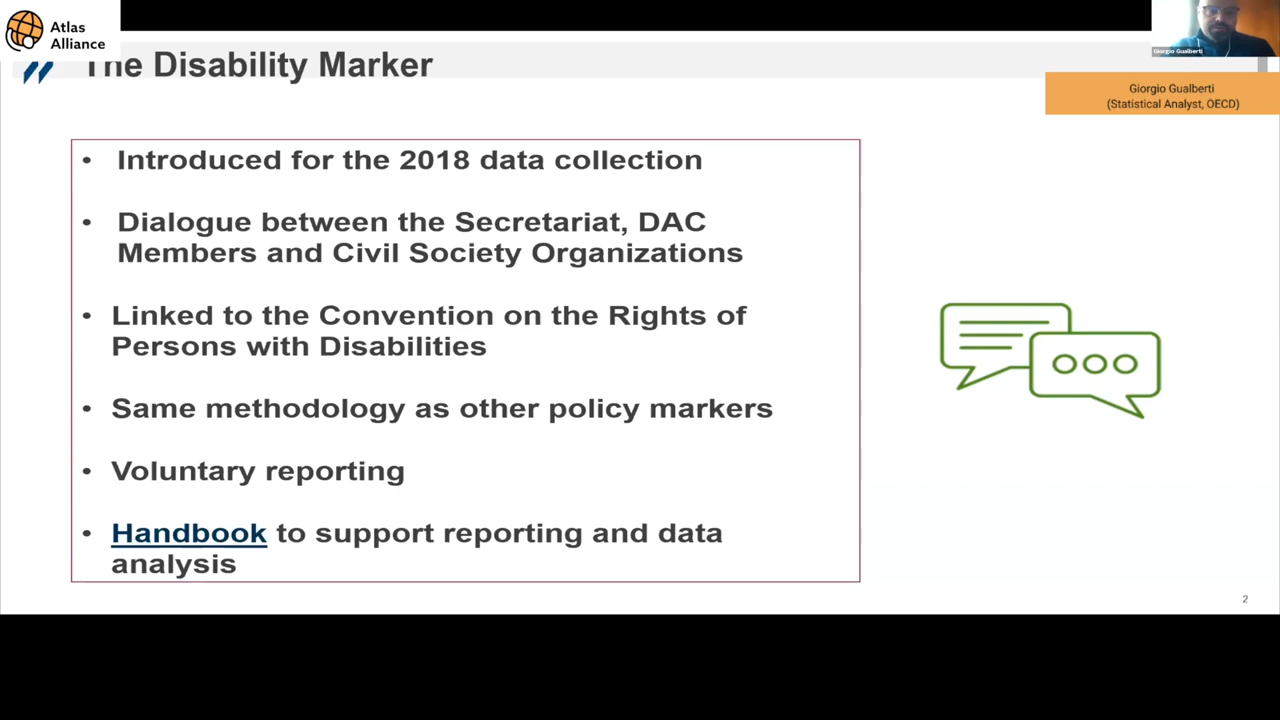 Atlas
Alliance
The Disability Marker
Giorgio Gualberti
Giorgio Gualberti
(Statistical Analyst, OECD)
• Introduced for the 2018 data collection
• Dialogue between the Secretariat, DAC
Members and Civil Society Organizations
• Linked to the Convention on the Rights of
Persons with Disabilities
• Same methodology as other policy markers
• Voluntary reporting
• Handbook to support reporting and data
analysis
2